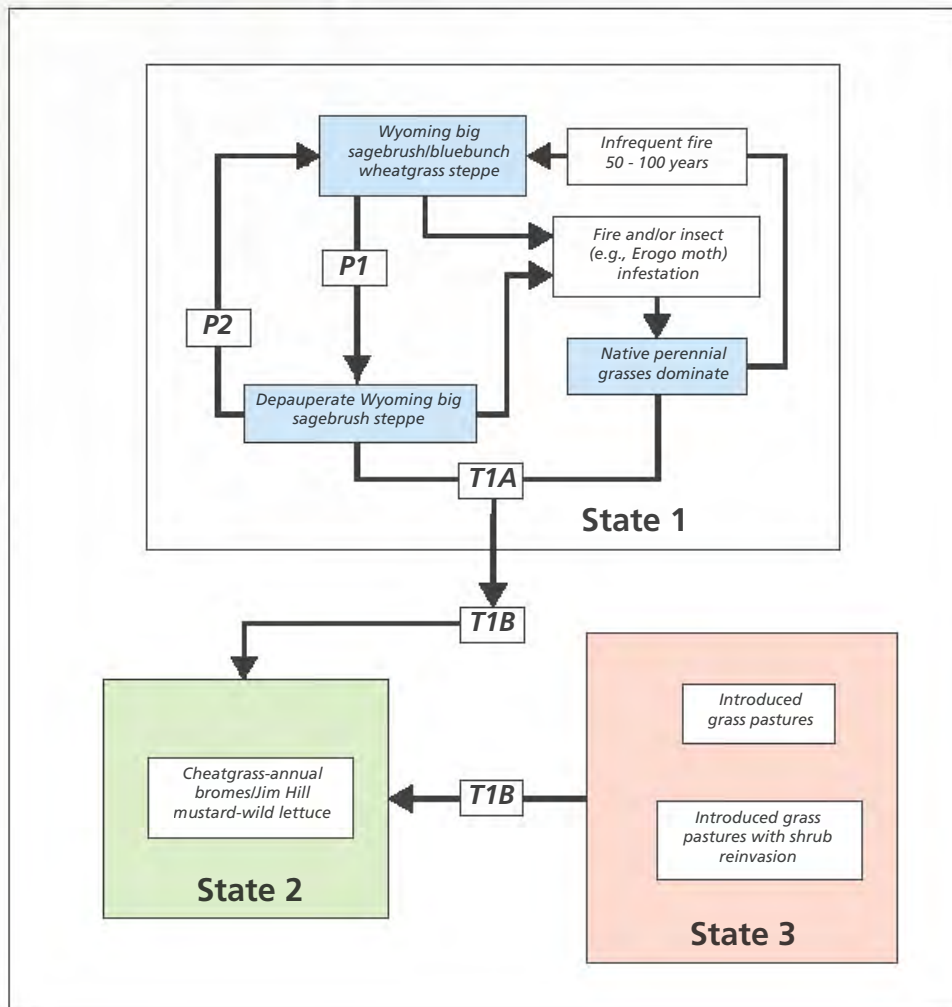 Wyoming big
sagebrush/bluebunch
wheatgrass steppe
Infrequent fire
50 - 100 years
Fire and/or insect
(e.g., Erogo moth)
infestation
P1
P2
Native perennial
grasses dominate
Depauperate Wyoming big
sagebrush steppe
T1A
State 1
T1B
Introduced
grass pastures
Cheatgrass-annual
bromes/Jim Hill
mustard-wild lettuce
T1B
Introduced grass
pastures with shrub
reinvasion
State 2
State 3